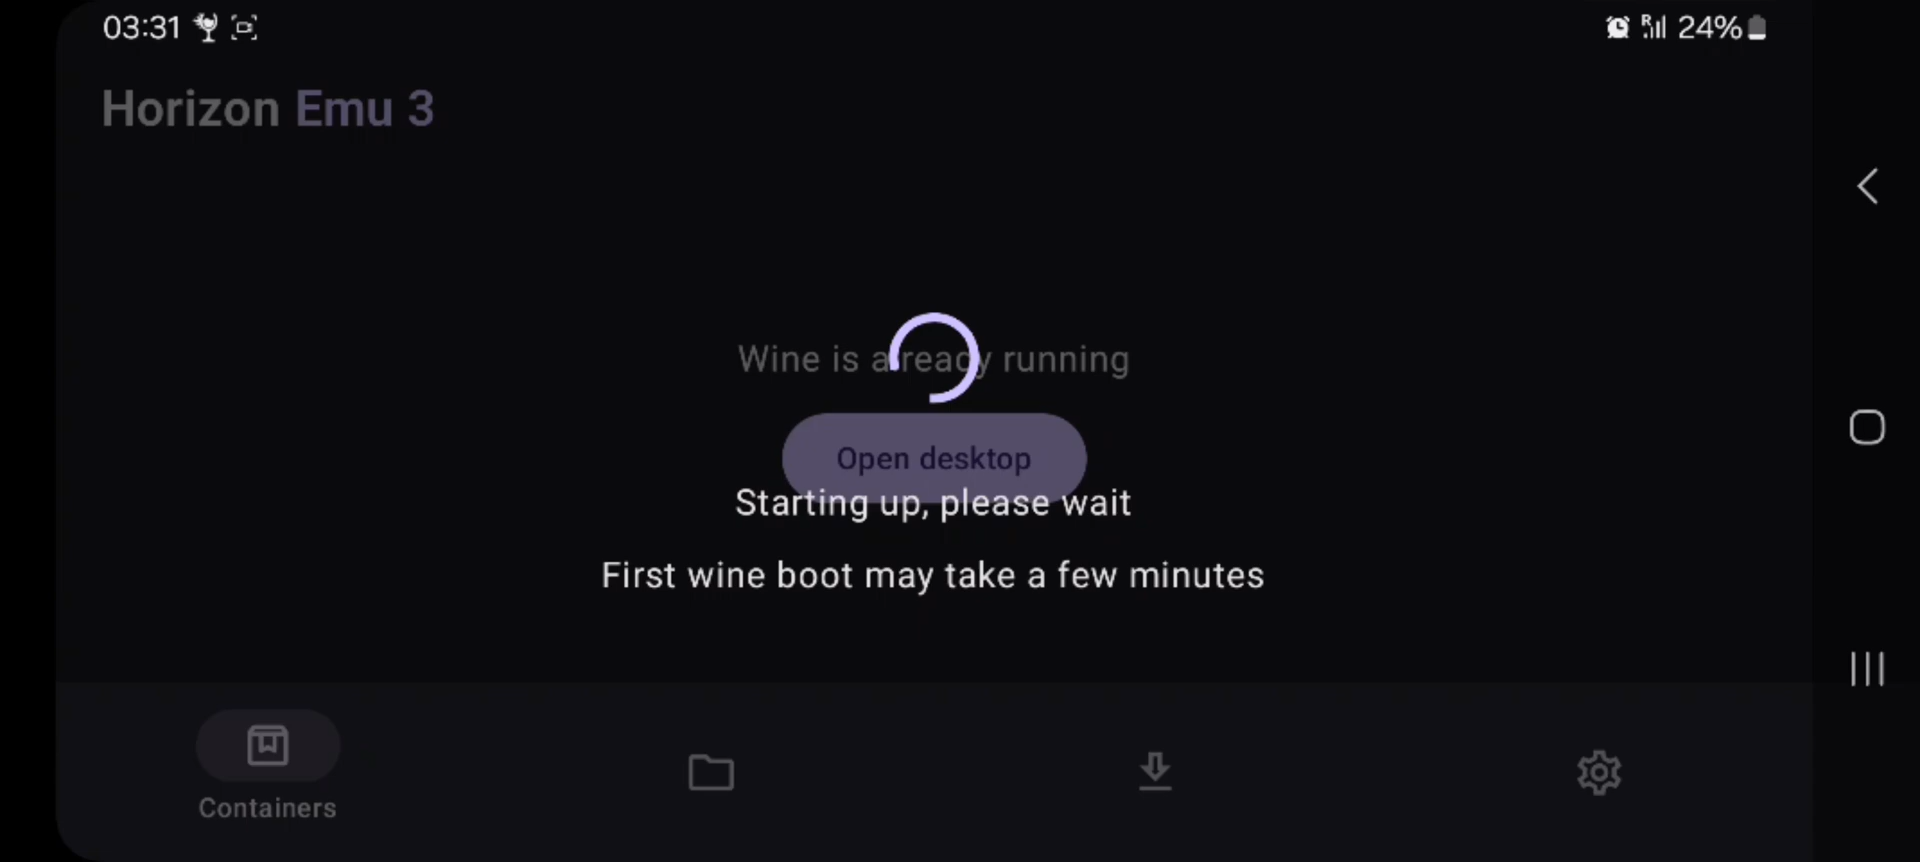 03:31 R 24%
Horizon Emu 3
Wine is already running
Open desktop
Starting up, please wait
First wine boot may take a few minutes
Containers